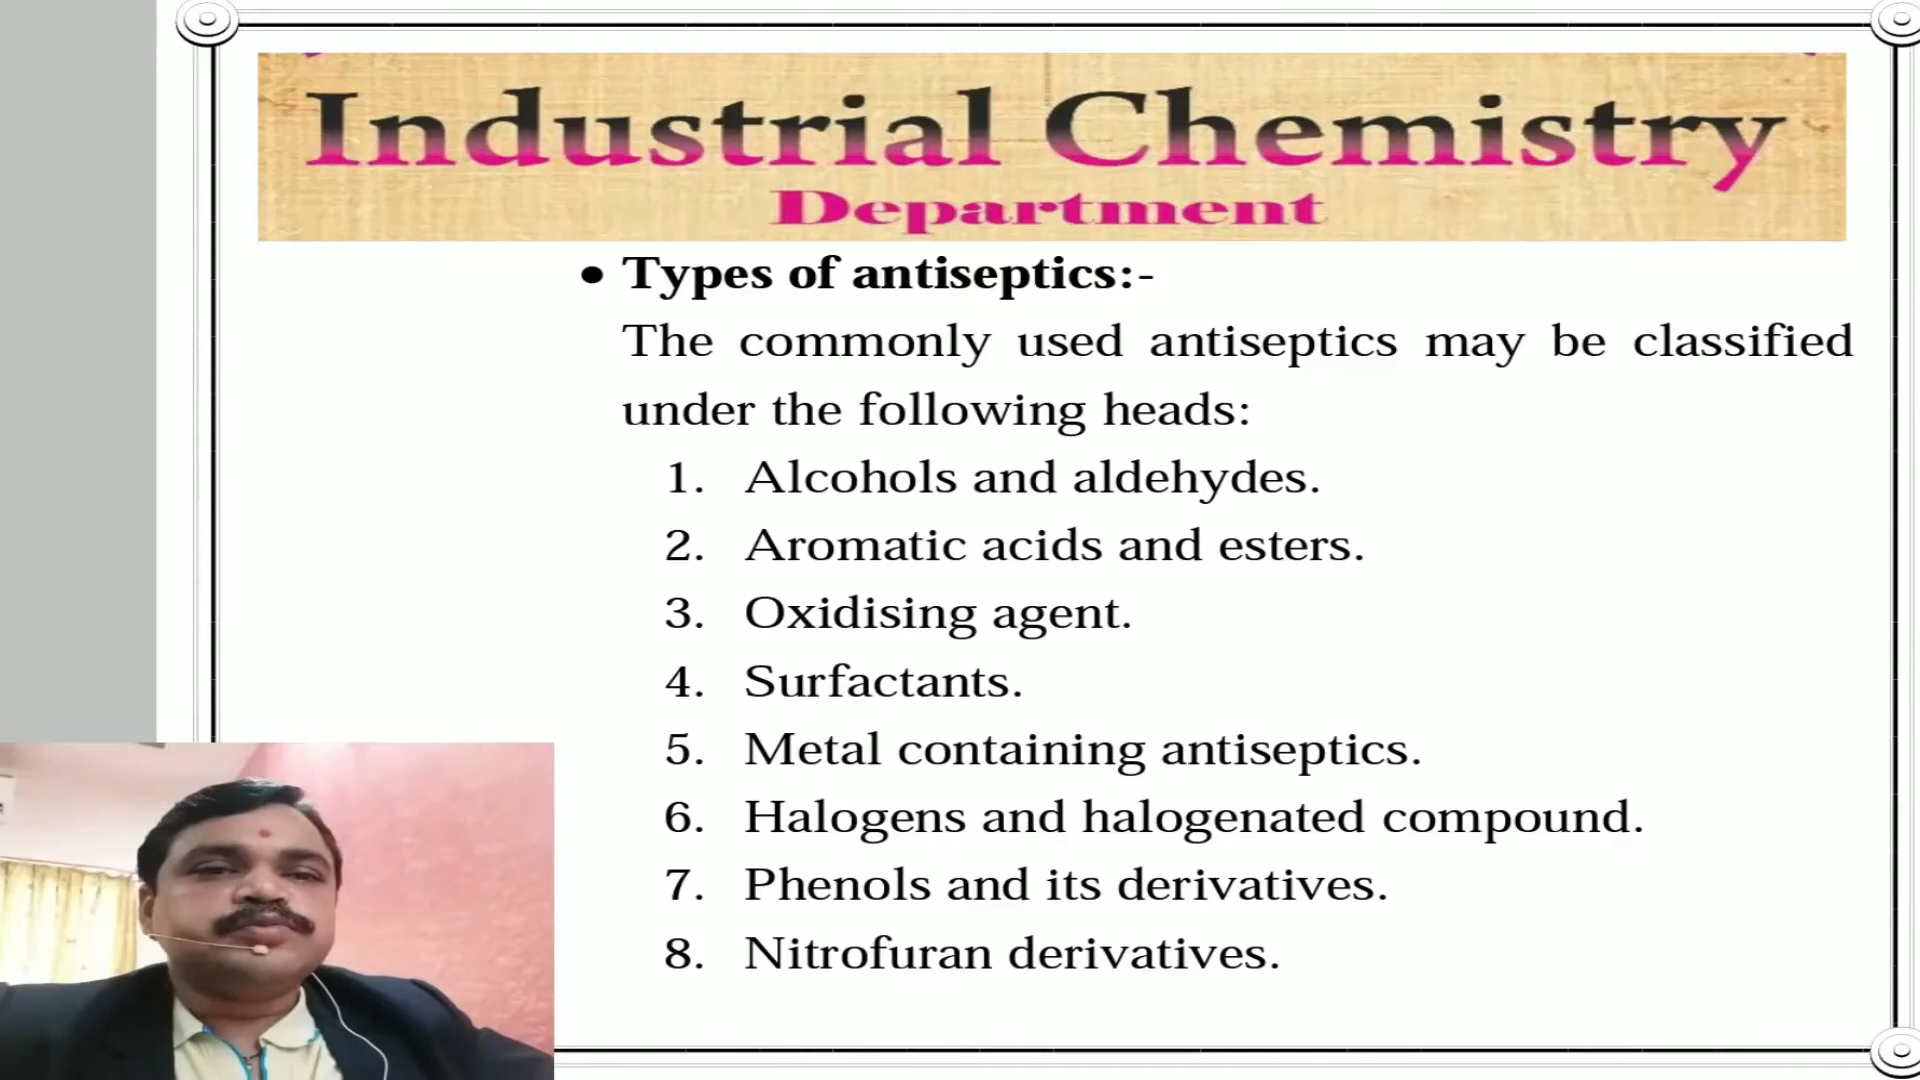 Industrial Chemistry
Department
• Types of antiseptics:-
The commonly used antiseptics may be classified
under the following heads:
1. Alcohols and aldehydes.
2. Aromatic acids and esters.
3. Oxidising agent.
4. Surfactants.
5. Metal containing antiseptics.
6. Halogens and halogenated compound.
7. Phenols and its derivatives.
8. Nitrofuran derivatives.